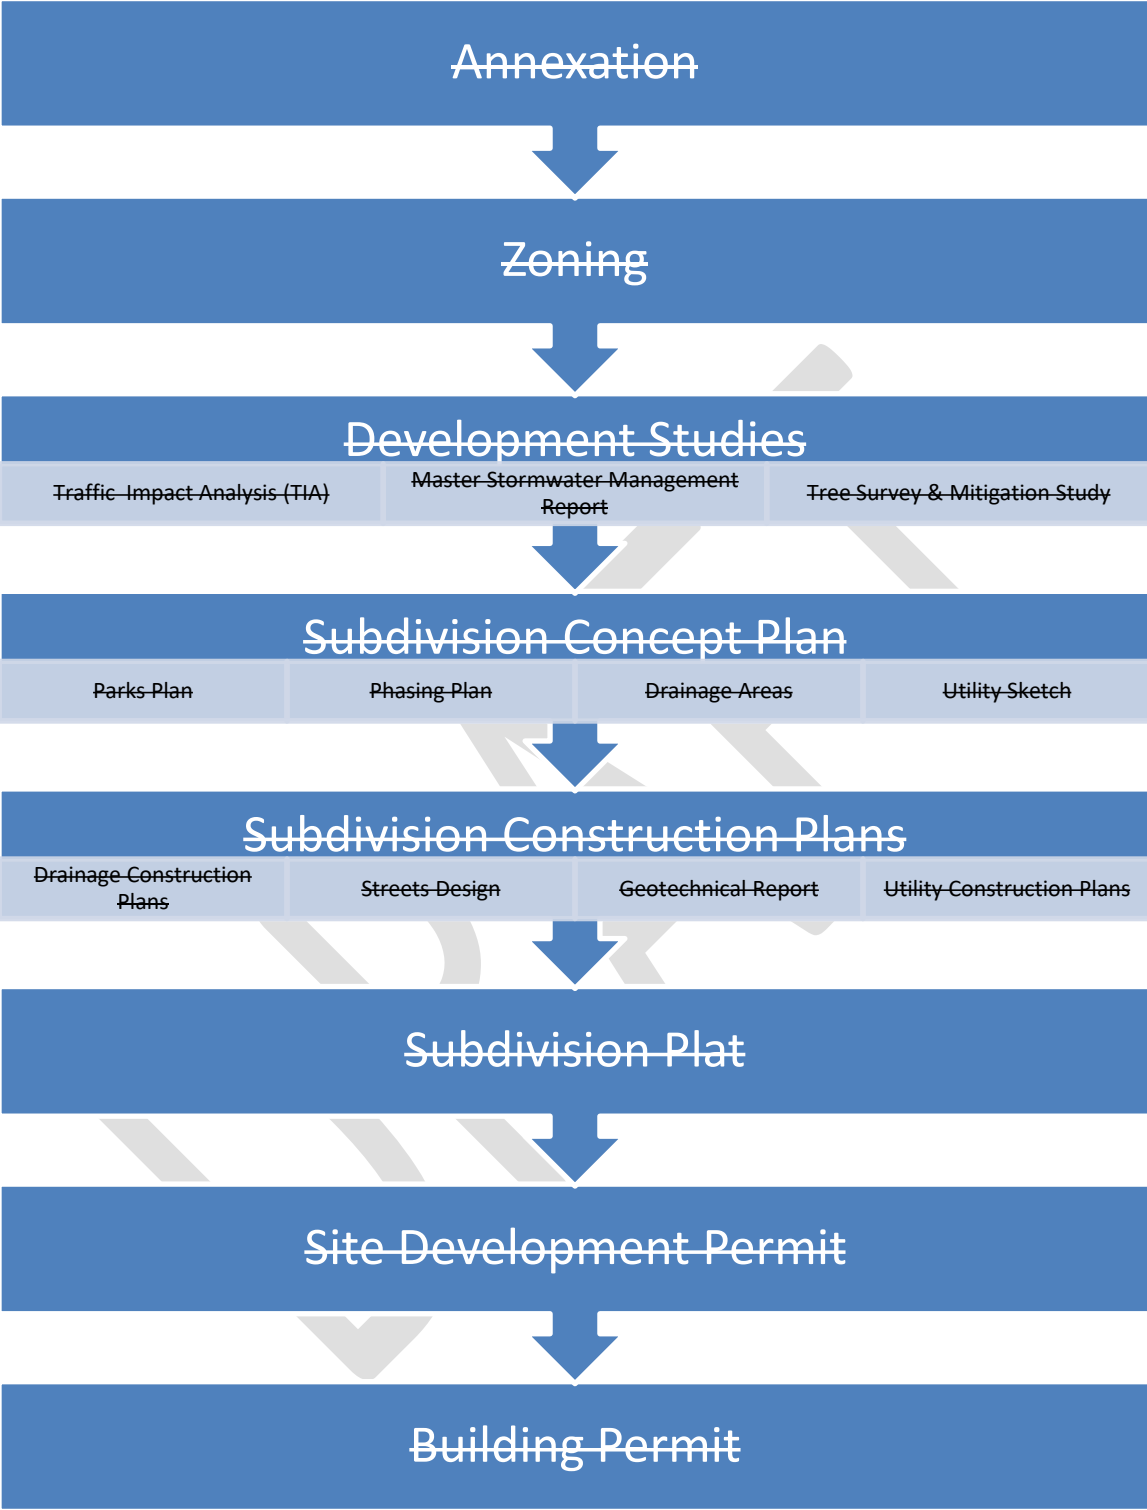 Annexation
Zoning
Development Studies
Traffic  Impact Analysis (TIA)
Master Stormwater Management
Report
Tree Survey & Mitigation Study
Subdivision Concept Plan
Parks Plan
Phasing Plan
Drainage Areas
Utility Sketch
Subdivision Construction Plans
Drainage Construction
Plans
Streets Design
Geotechnical Report
Utility Construction Plans
Subdivision Plat
Site Development Permit
Building Permit